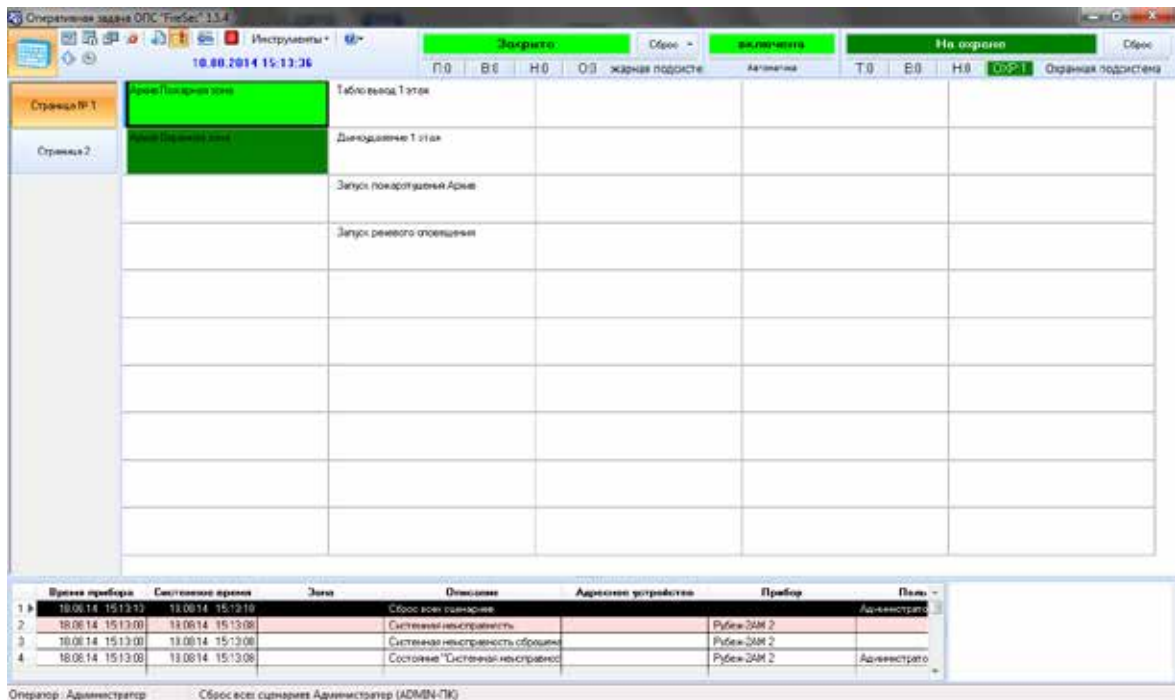 Оперативная задача ОПС "FireSec" 1.5.4
Инструменты
18.08.2014 15:13:36
Закрыто
Сброс
включено
На охране
Сброс
П:0 В:0 Н:0 О:0 жарная подсисте
Автоматика
Т:0 В:0 Н:0 ОХР:1 Охранная подсистема
Страница № 1
Страница 2
Архив Пожарная зона
Архив Охранная зона
Табло выход 1 этаж
Дымоудаление 1 этаж
Запуск пожаротушения Архив
Запуск речевого оповещения
Время прибора Системное время Зона Описание Адресное устройство Прибор Поль
1 18.08.14 15:13:13 18.08.14 15:13:19 Сброс всех сценариев Администрато
2 18.08.14 15:13:08 18.08.14 15:13:08 Системная неисправность Рубеж-2АМ 2
3 18.08.14 15:13:08 18.08.14 15:13:08 Системная неисправность сброшена Рубеж-2АМ 2
4 18.08.14 15:13:08 18.08.14 15:13:08 Состояние "Системная неисправнос Рубеж-2АМ 2 Администрато
Оператор: Администратор Сброс всех сценариев Администратор (ADMIN-ПК)